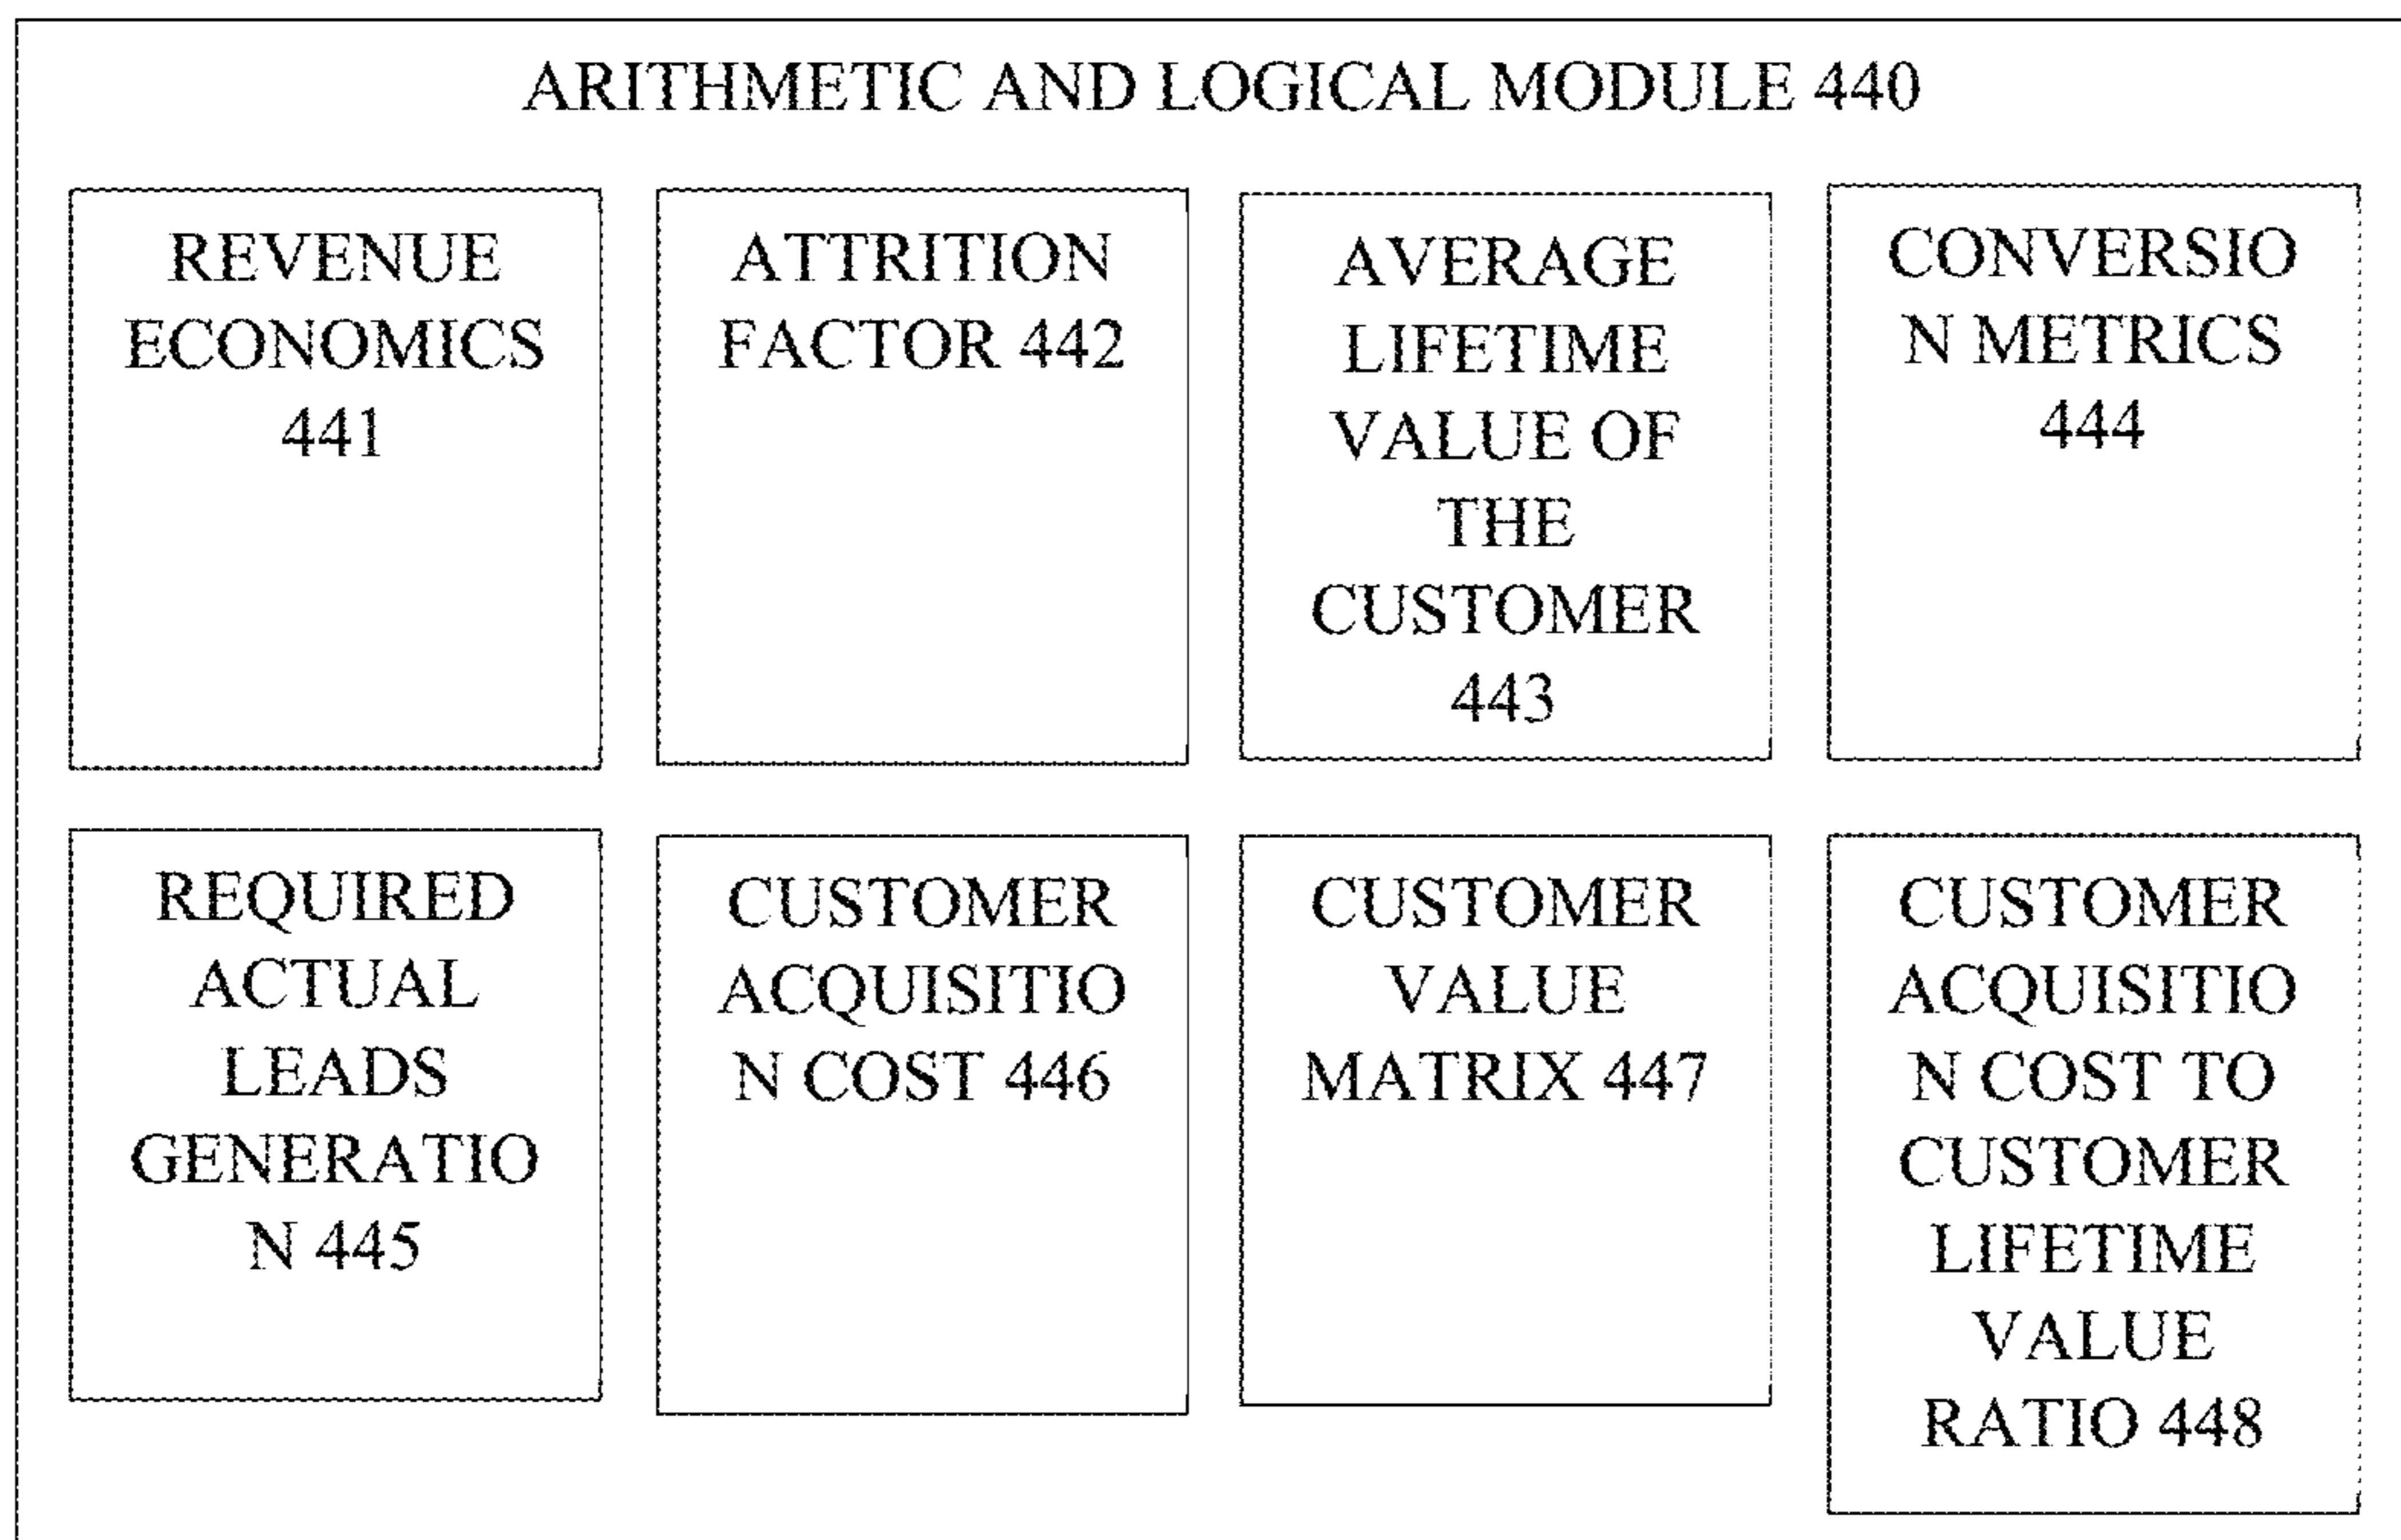 ARITHMETIC AND LOGICAL MODULE 440
REVENUE
ECONOMICS
441
ATTRITION
FACTOR 442
AVERAGE
LIFETIME
VALUE OF
THE
CUSTOMER
443
CONVERSIO
N METRICS
444
REQUIRED
ACTUAL
LEADS
GENERATIO
N 445
CUSTOMER
ACQUISITIO
N COST 446
CUSTOMER
VALUE
MATRIX 447
CUSTOMER
ACQUISITIO
N COST TO
CUSTOMER
LIFETIME
VALUE
RATIO 448